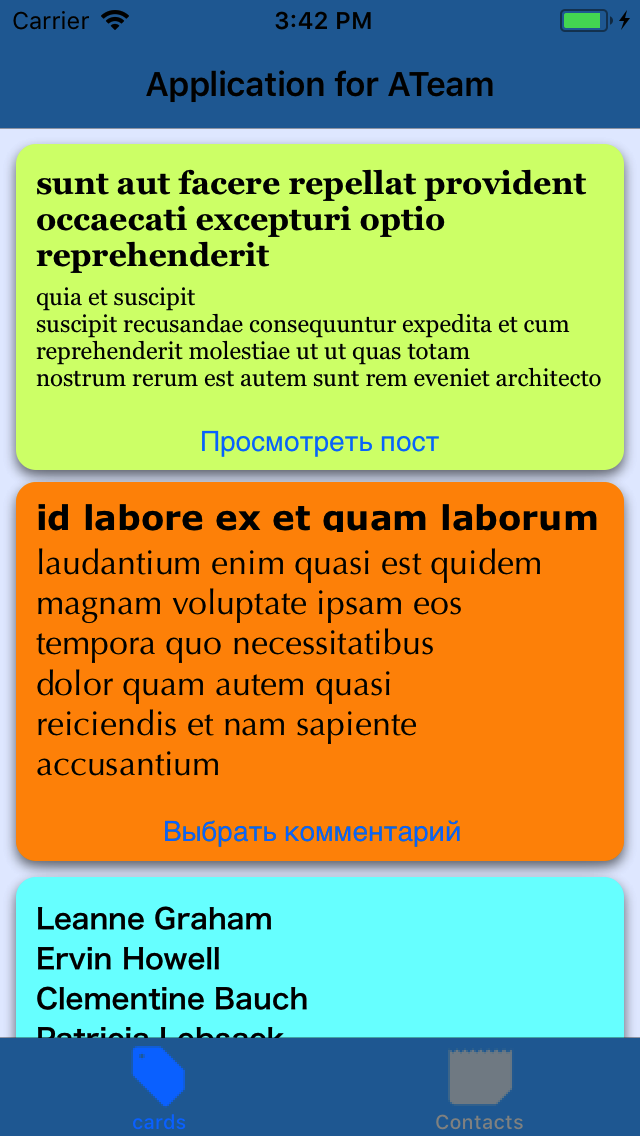 Carrier 3:42 PM
Application for ATeam
sunt aut facere repellat provident
occaecati excepturi optio
reprehenderit
quia et suscipit
suscipit recusandae consequuntur expedita et cum
reprehenderit molestiae ut ut quas totam
nostrum rerum est autem sunt rem eveniet architecto
Просмотреть пост
id labore ex et quam laborum
laudantium enim quasi est quidem
magnam voluptate ipsam eos
tempora quo necessitatibus
dolor quam autem quasi
reiciendis et nam sapiente
accusantium
Выбрать комментарий
Leanne Graham
Ervin Howell
Clementine Bauch
Patricia Lebsack
cards Contacts